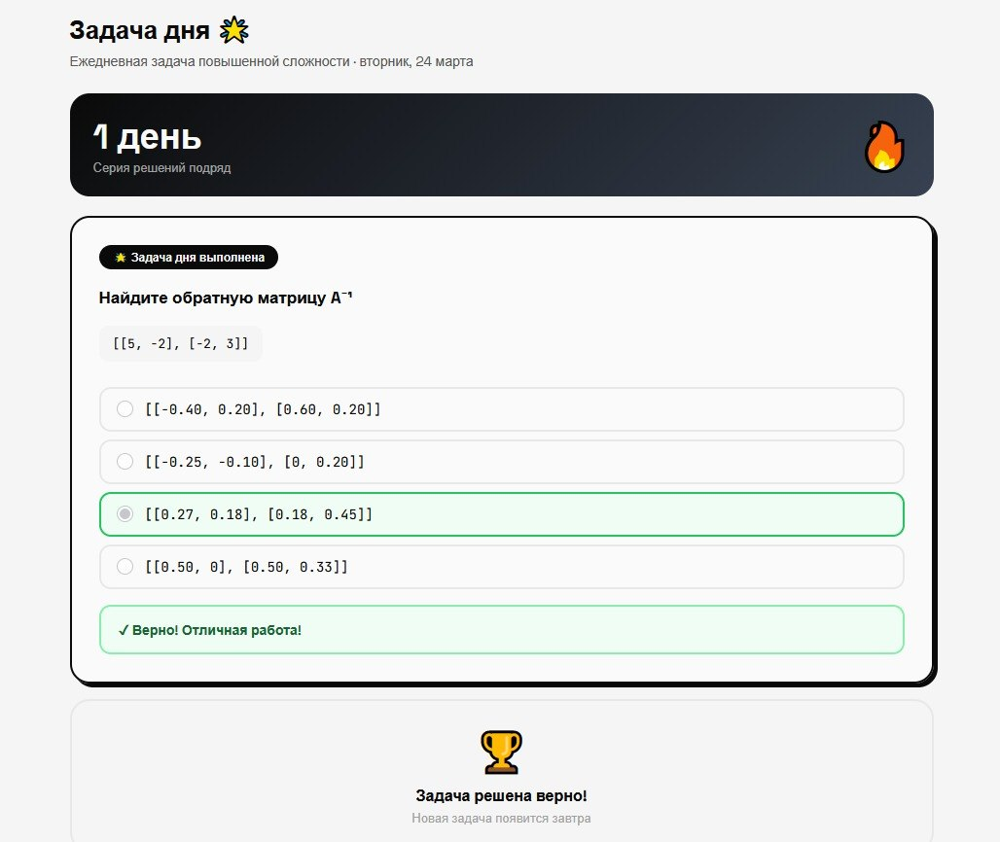 Задача дня
Ежедневная задача повышенной сложности · вторник, 24 марта
1 день
Серия решений подряд
Задача дня выполнена
Найдите обратную матрицу A⁻¹
[[5, -2], [-2, 3]]
[[-0.40, 0.20], [0.60, 0.20]]
[[-0.25, -0.10], [0, 0.20]]
[[0.27, 0.18], [0.18, 0.45]]
[[0.50, 0], [0.50, 0.33]]
✓ Верно! Отличная работа!
Задача решена верно!
Новая задача появится завтра